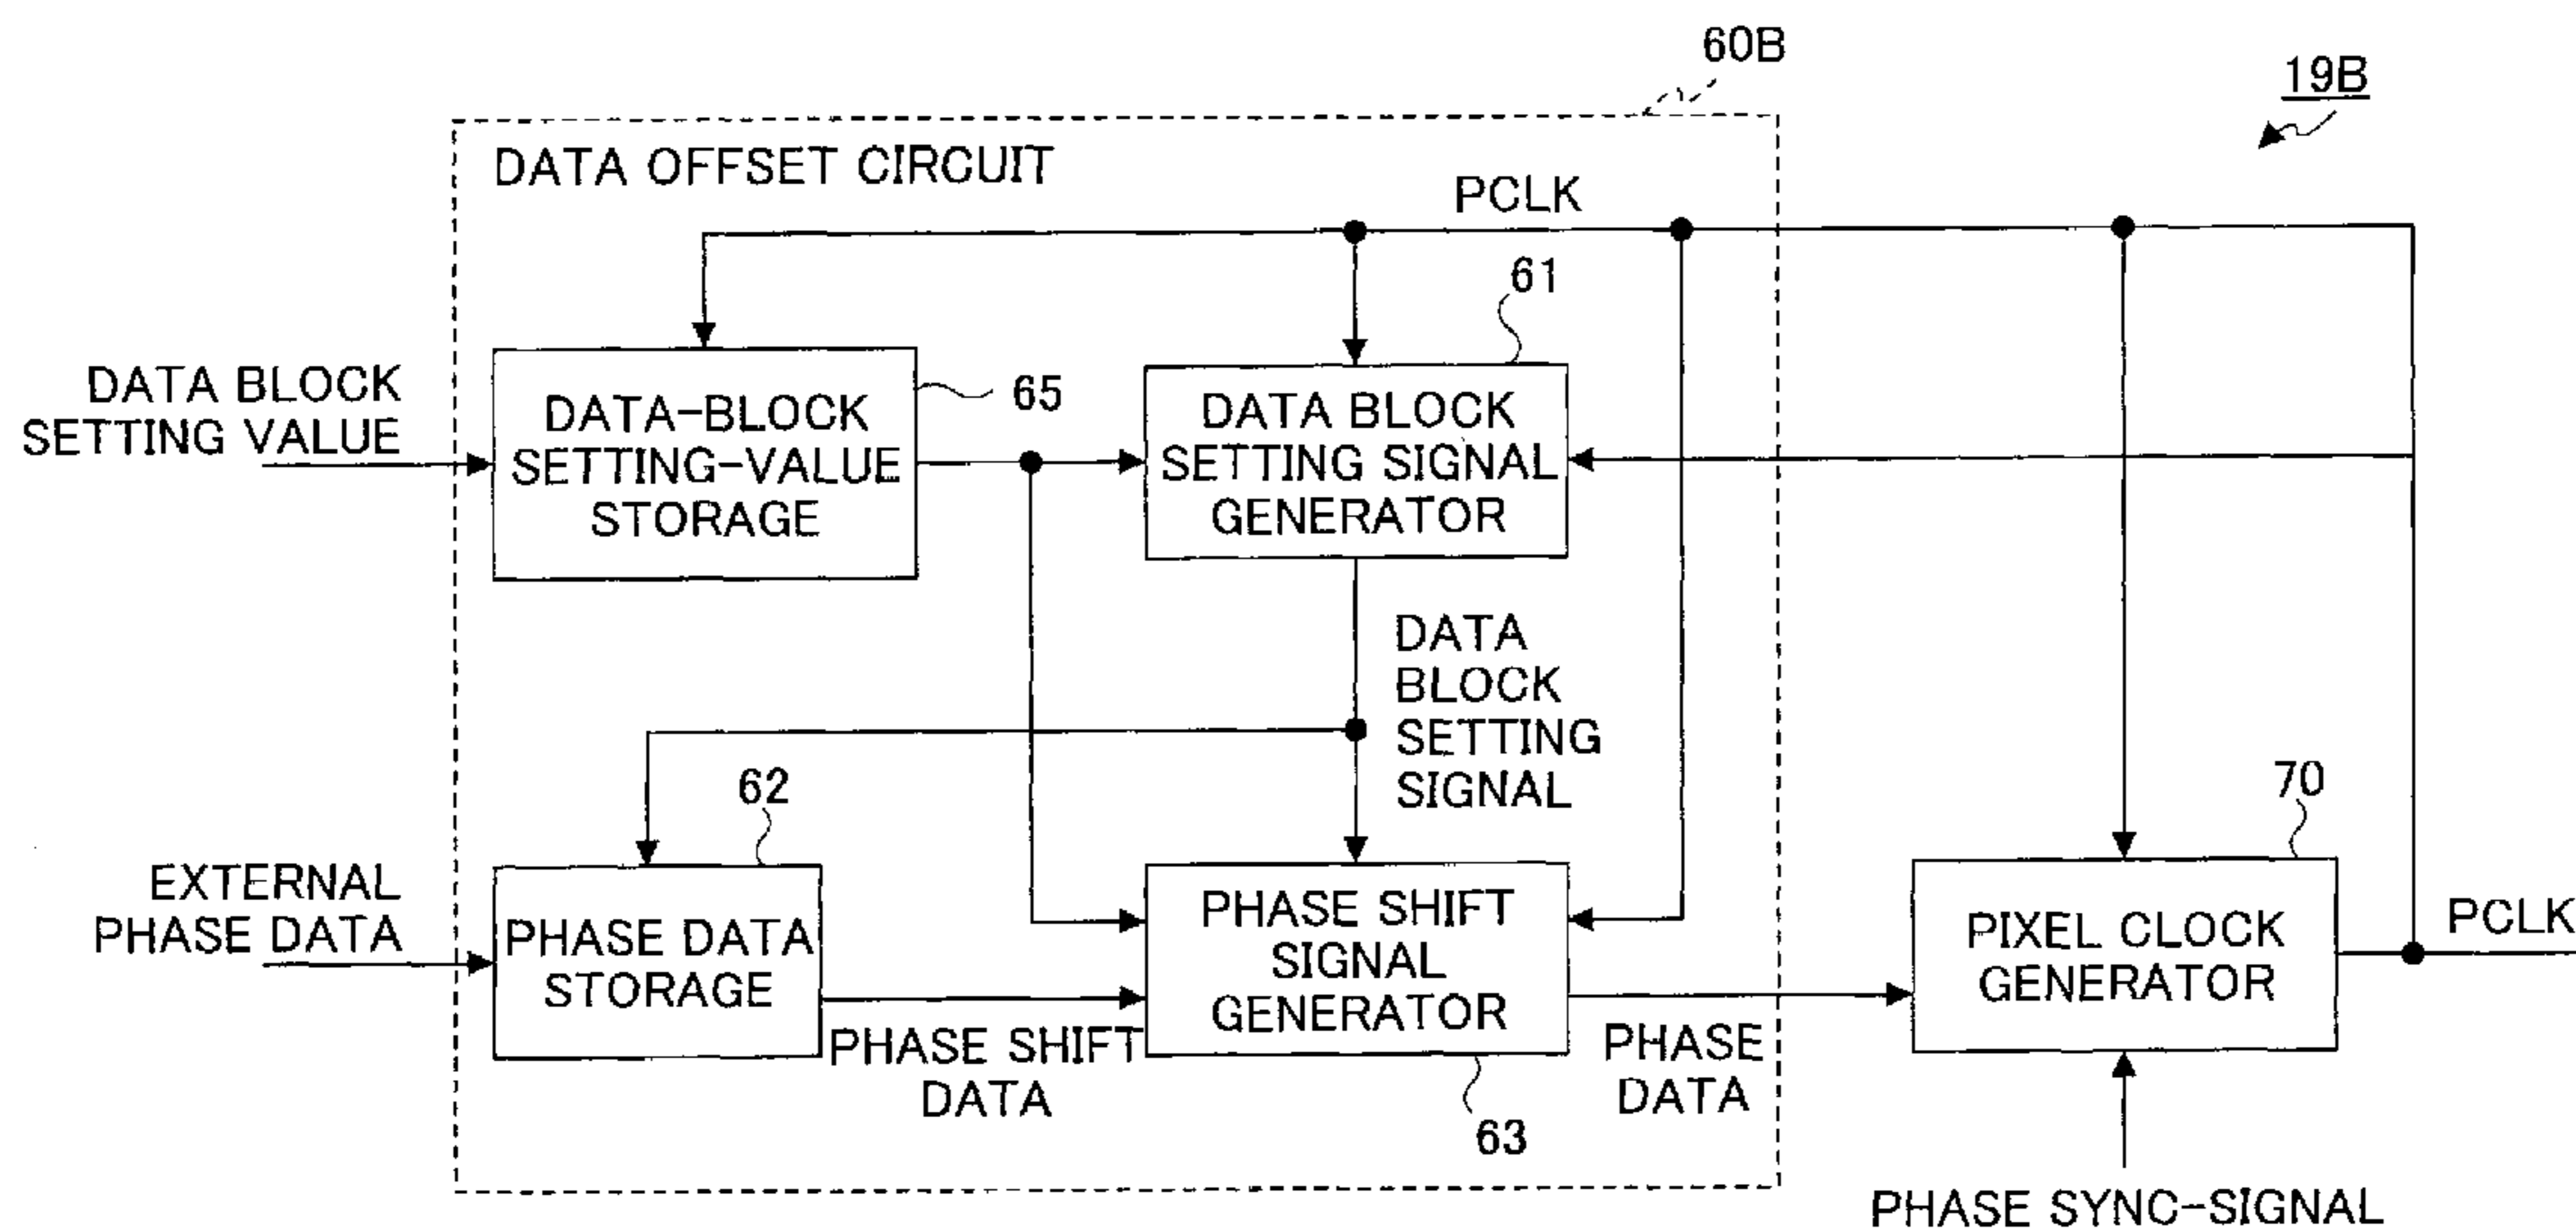 60B
19B
DATA OFFSET CIRCUIT
PCLK
61
DATA BLOCK
SETTING VALUE
65
DATA-BLOCK
SETTING-VALUE
STORAGE
DATA BLOCK
SETTING SIGNAL
GENERATOR
DATA
BLOCK
SETTING
SIGNAL
62
70
EXTERNAL
PHASE DATA
PHASE DATA
STORAGE
PHASE SHIFT
SIGNAL
GENERATOR
PIXEL CLOCK
GENERATOR
PCLK
PHASE SHIFT
DATA
PHASE
DATA
63
PHASE SYNC-SIGNAL